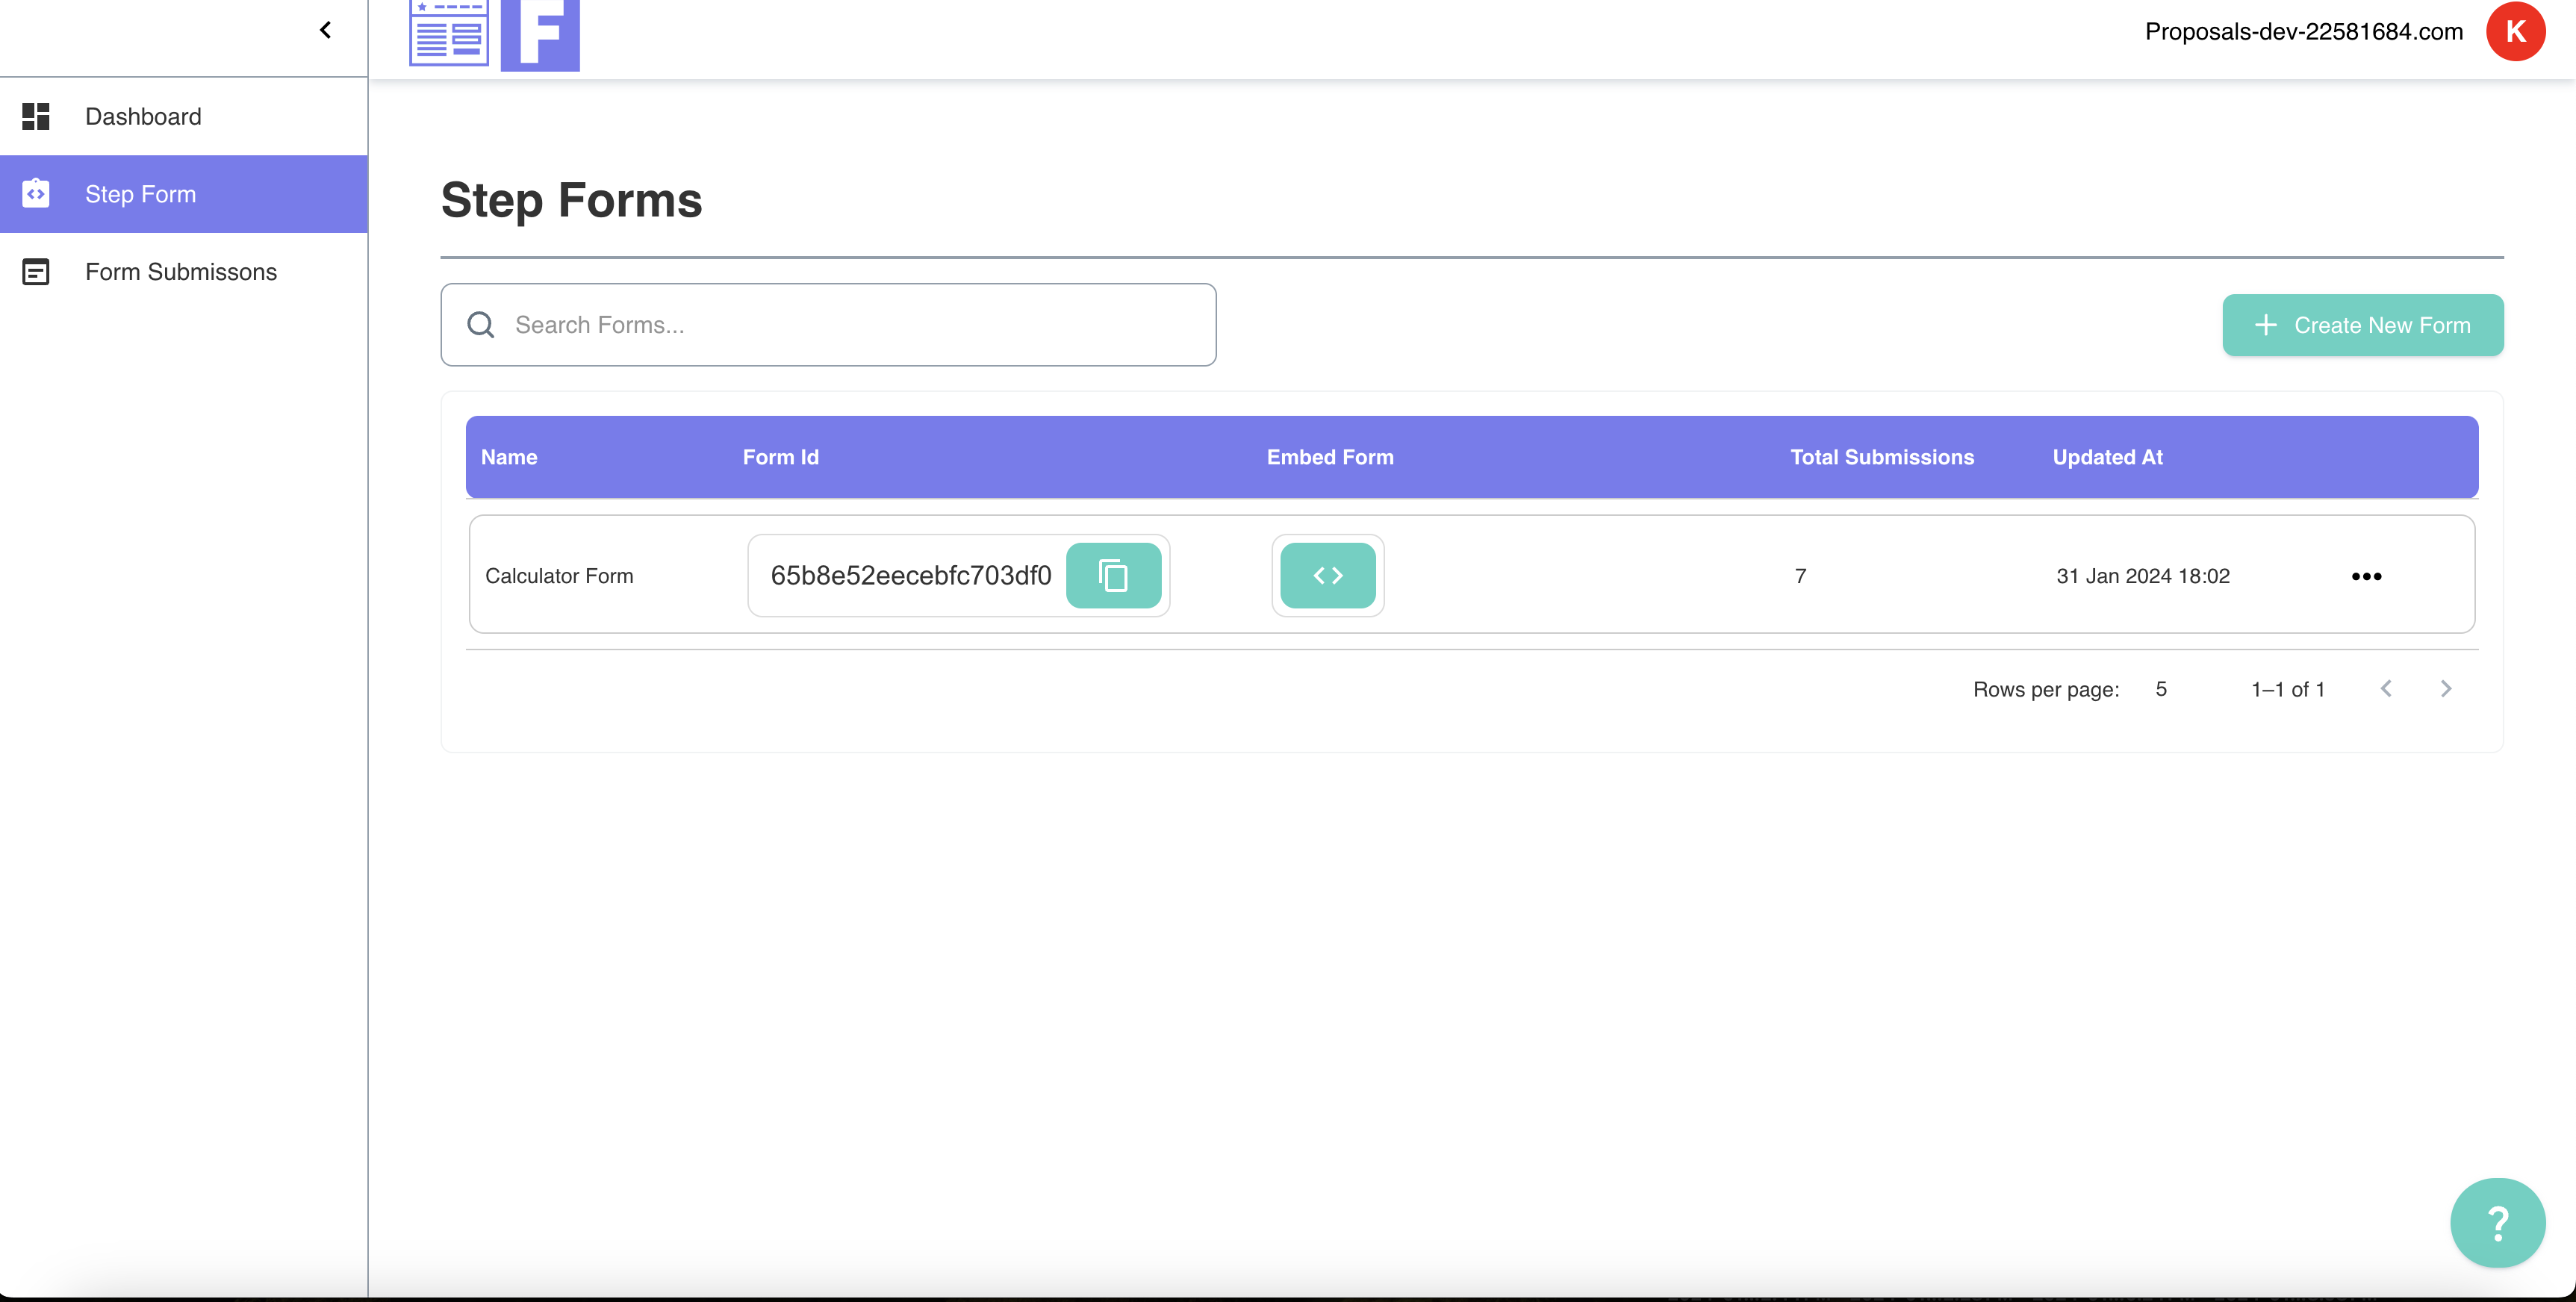 Proposals-dev-22581684.com
K
F
Dashboard
Step Form
Form Submissons
Step Forms
Search Forms...
Create New Form
Name Form Id Embed Form Total Submissions Updated At
Calculator Form 65b8e52eecebfc703df0 7 31 Jan 2024 18:02
Rows per page: 5 1–1 of 1
?